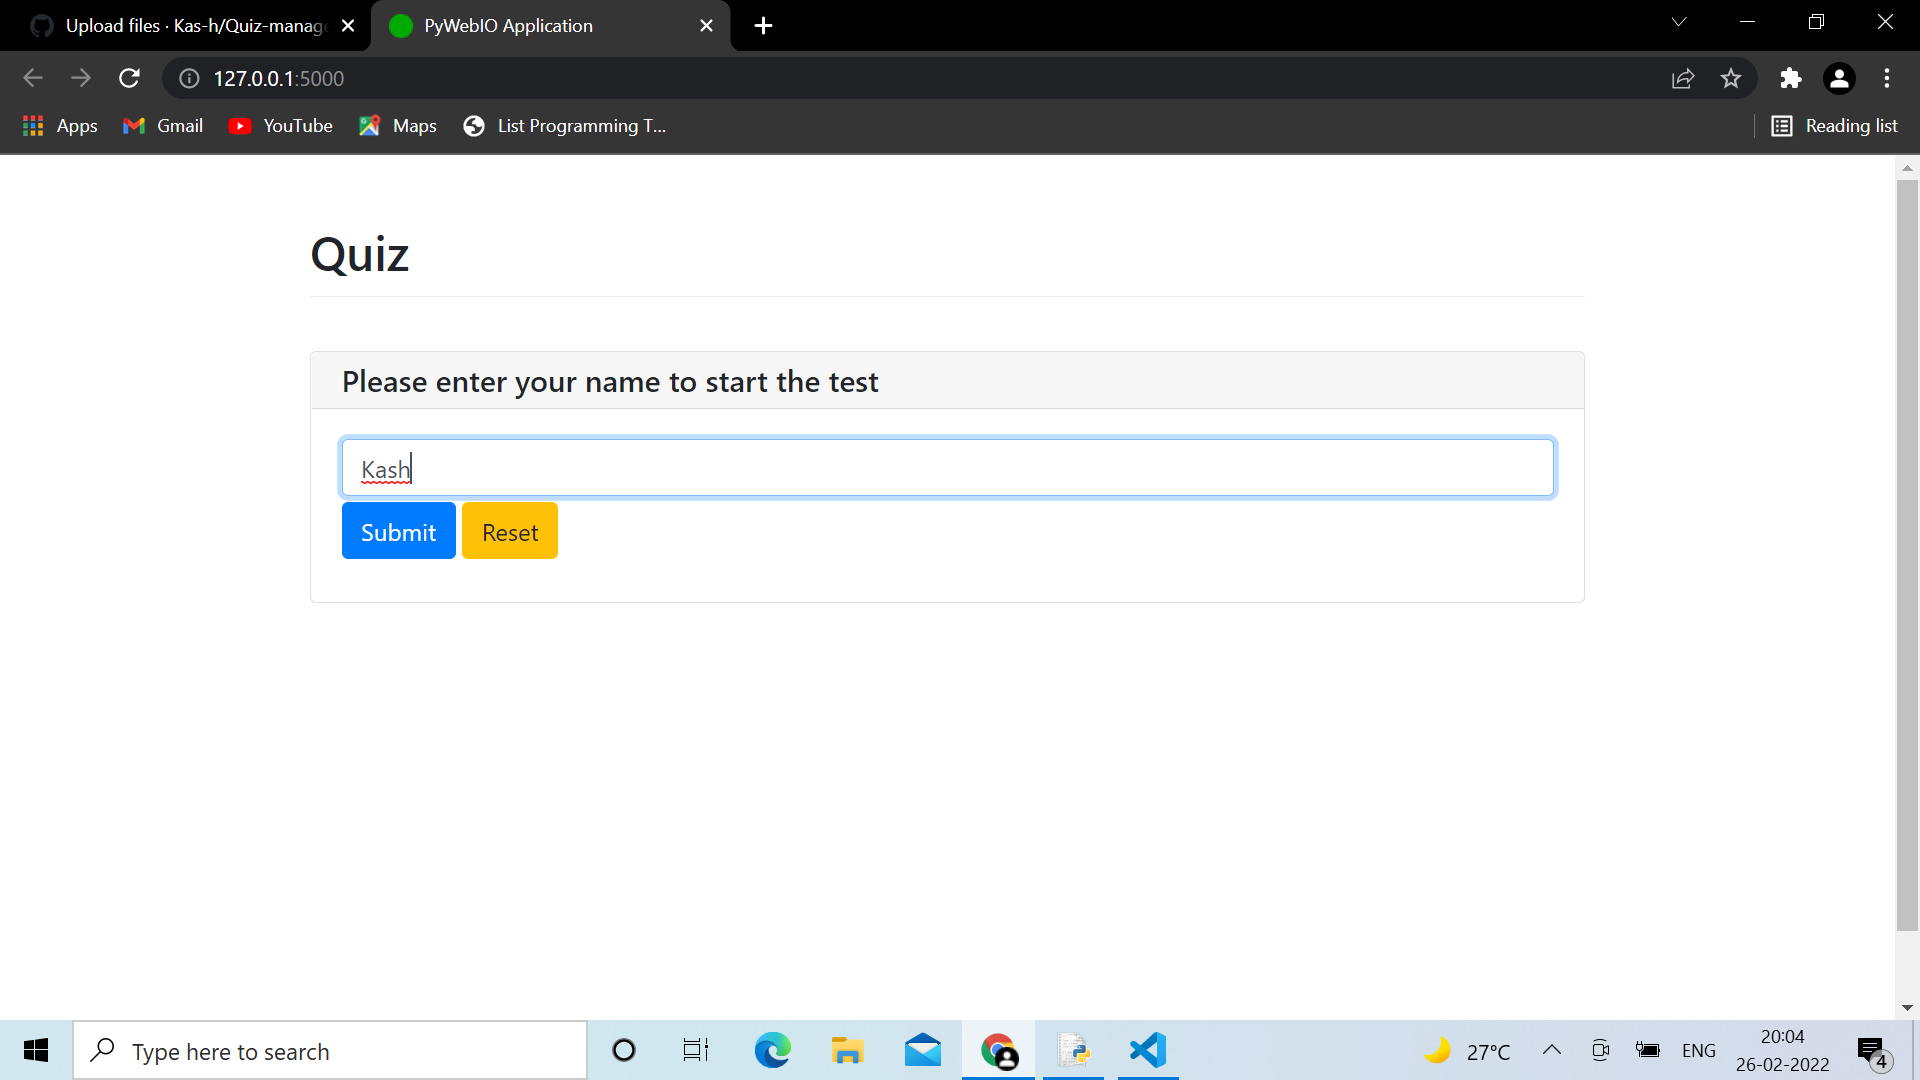 Upload files · Kas-h/Quiz-manag
PyWebIO Application
127.0.0.1:5000
Apps
Gmail
YouTube
Maps
List Programming T...
Reading list
Quiz
Please enter your name to start the test
Kash
Submit
Reset
Type here to search
27°C
ENG
20:04
26-02-2022
4